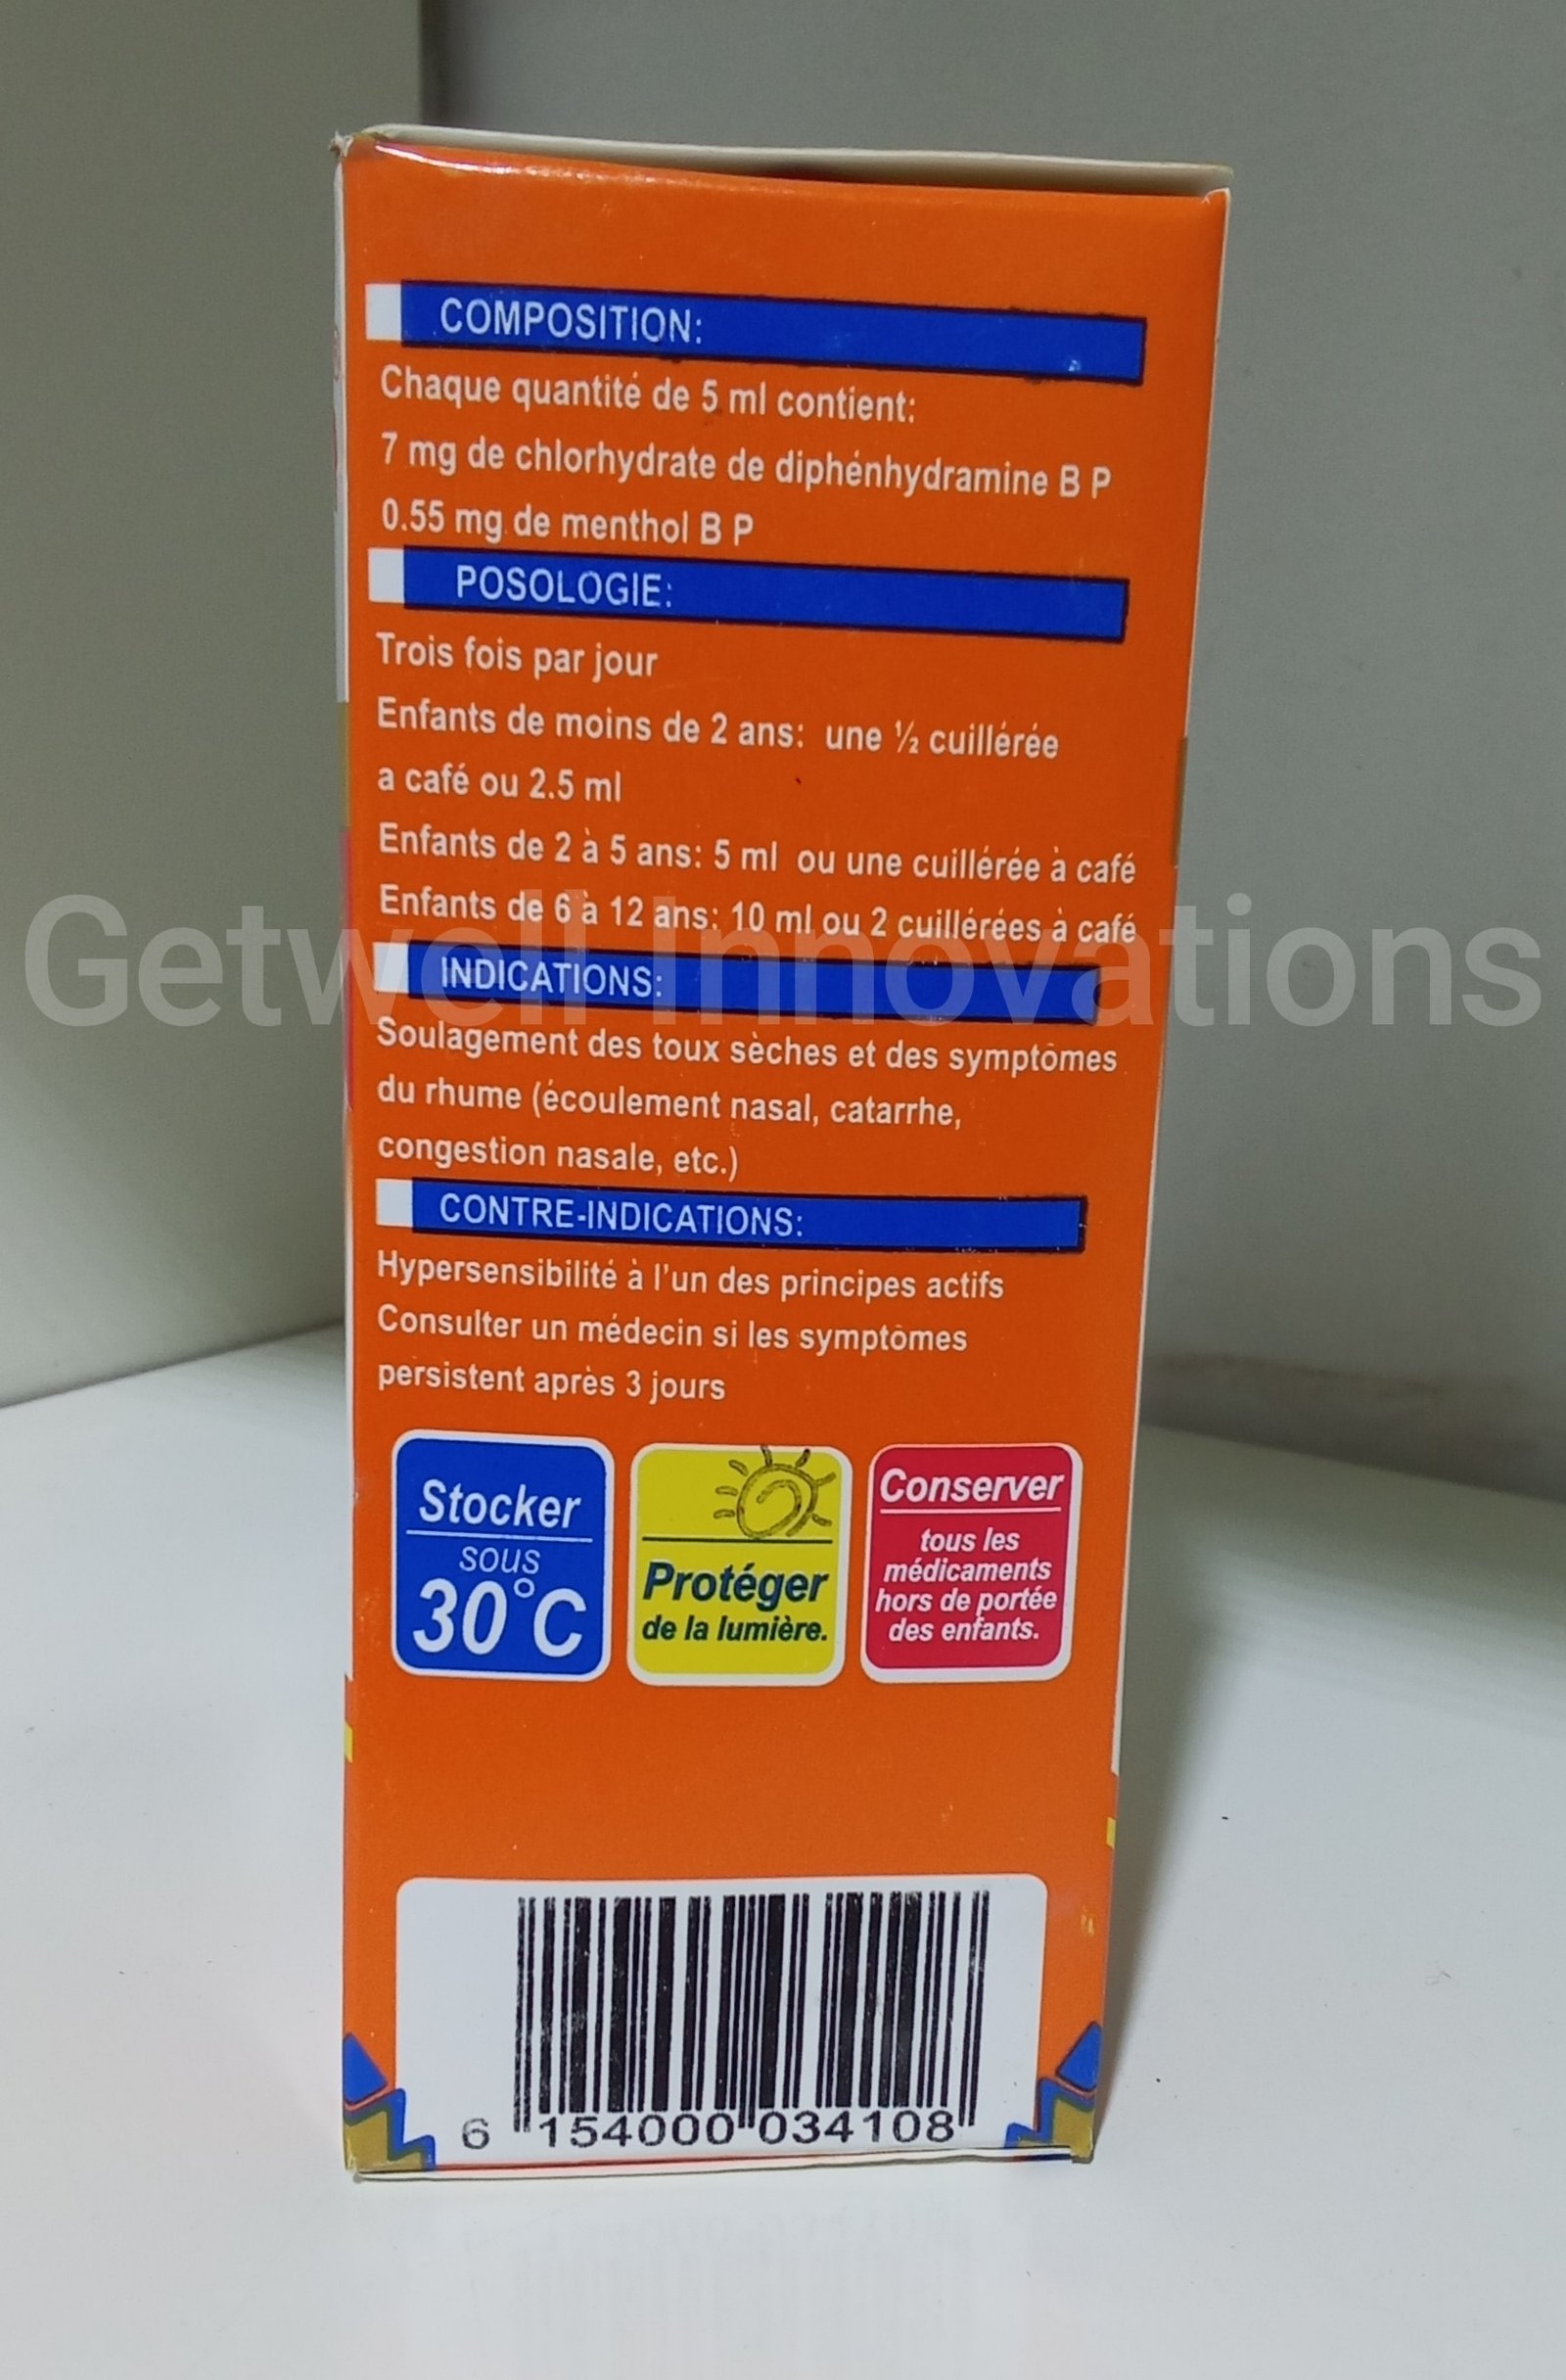 COMPOSITION:
Chaque quantité de 5 ml contient:
7 mg de chlorhydrate de diphénhydramine B P
0.55 mg de menthol B P
POSOLOGIE:
Trois fois par jour
Enfants de moins de 2 ans: une ½ cuillérée
a café ou 2.5 ml
Enfants de 2 à 5 ans: 5 ml ou une cuillérée à café
Enfants de 6 à 12 ans: 10 ml ou 2 cuillérées à café
Getwell Innovations
INDICATIONS:
Soulagement des toux sèches et des symptômes
du rhume (écoulement nasal, catarrhe,
congestion nasale, etc.)
CONTRE-INDICATIONS:
Hypersensibilité à l'un des principes actifs
Consulter un médecin si les symptômes
persistent après 3 jours
Stocker
sous
30°C
Protéger
de la lumière.
Conserver
tous les
médicaments
hors de portée
des enfants.
6 154000 034108